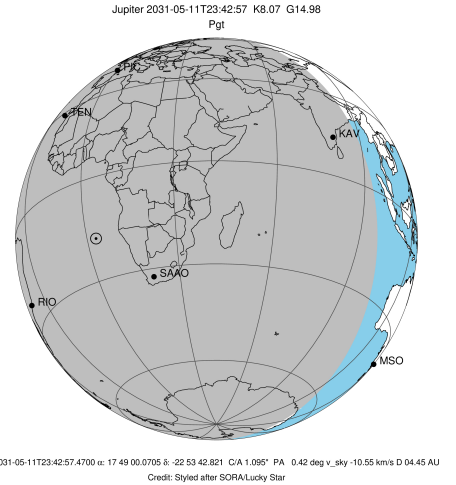 Jupiter 2031-05-11T23:42:57 K8.07 G14.98
Pgt
PIC
TEN
KAV
SAAO
RIO
MSO
031-05-11T23:42:57.4700 α: 17 49 00.0705 δ: -22 53 42.821 C/A 1.095" PA 0.42 deg v_sky -10.55 km/s D 04.45 AU
Credit: Styled after SORA/Lucky Star